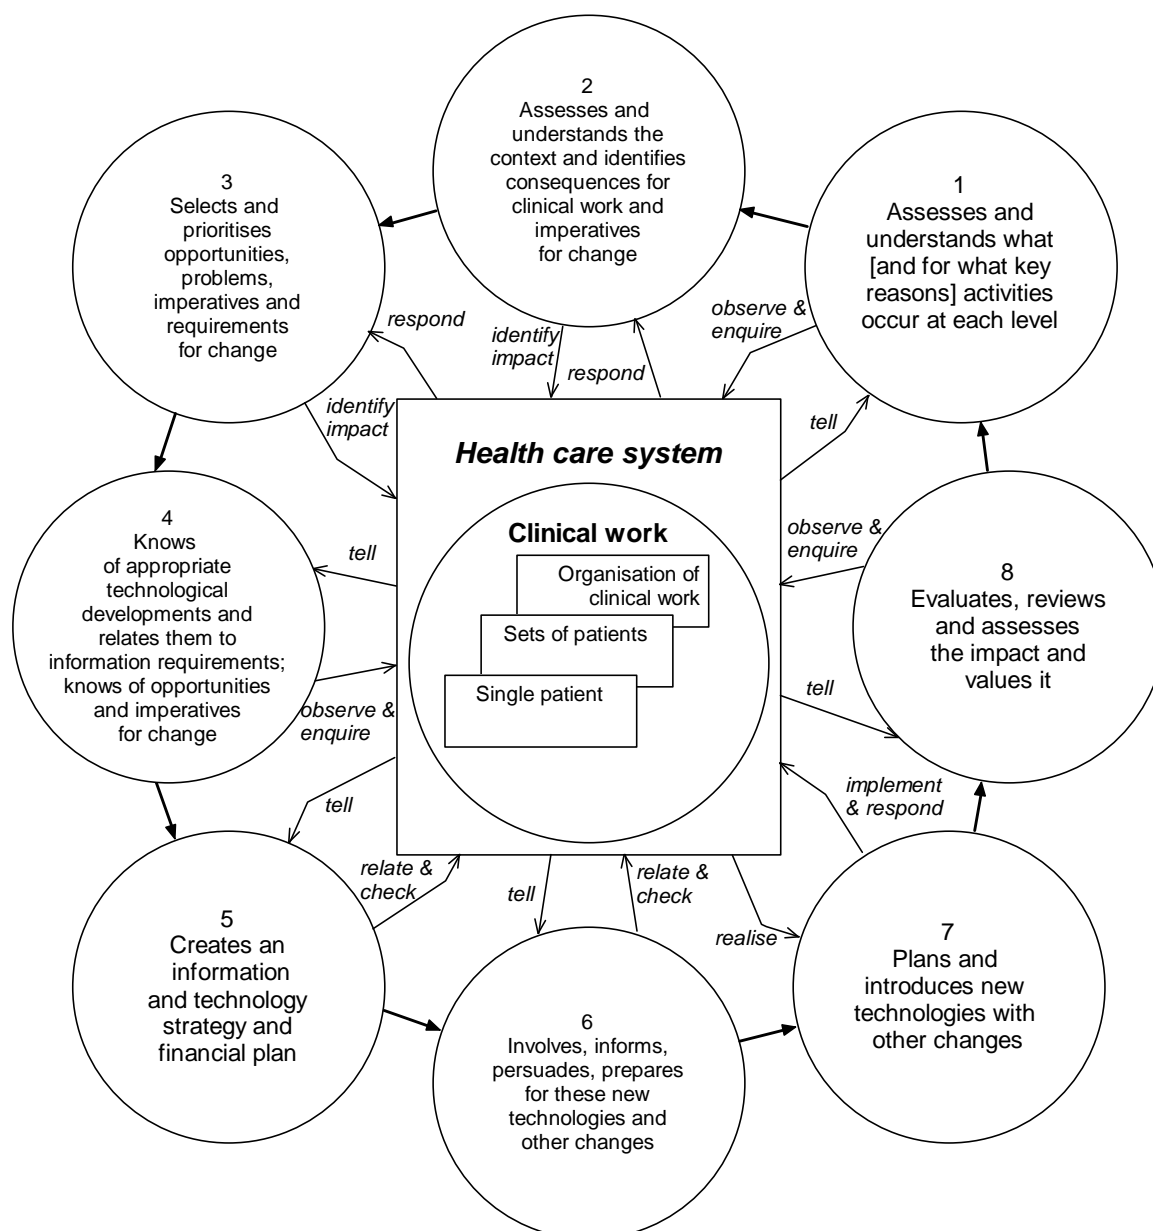 2
Assesses and
understands the
context and identifies
consequences for
clinical work and
imperatives
for change
3
Selects and
prioritises
opportunities,
problems,
imperatives and
requirements
for change
1
Assesses and
understands what
[and for what key
reasons] activities
occur at each level
respond
identify
impact
respond
observe &
enquire
identify
impact
tell
Health care system
Clinical work
Organisation of
clinical work
Sets of patients
Single patient
4
Knows
of appropriate
technological
developments and
relates them to
information requirements;
knows of opportunities
and imperatives
for change
tell
observe &
enquire
observe &
enquire
tell
8
Evaluates, reviews
and assesses
the impact and
values it
tell
implement
& respond
relate &
check
tell
relate &
check
realise
5
Creates an
information
and technology
strategy and
financial plan
6
Involves, informs,
persuades, prepares
for these new
technologies and
other changes
7
Plans and
introduces new
technologies with
other changes